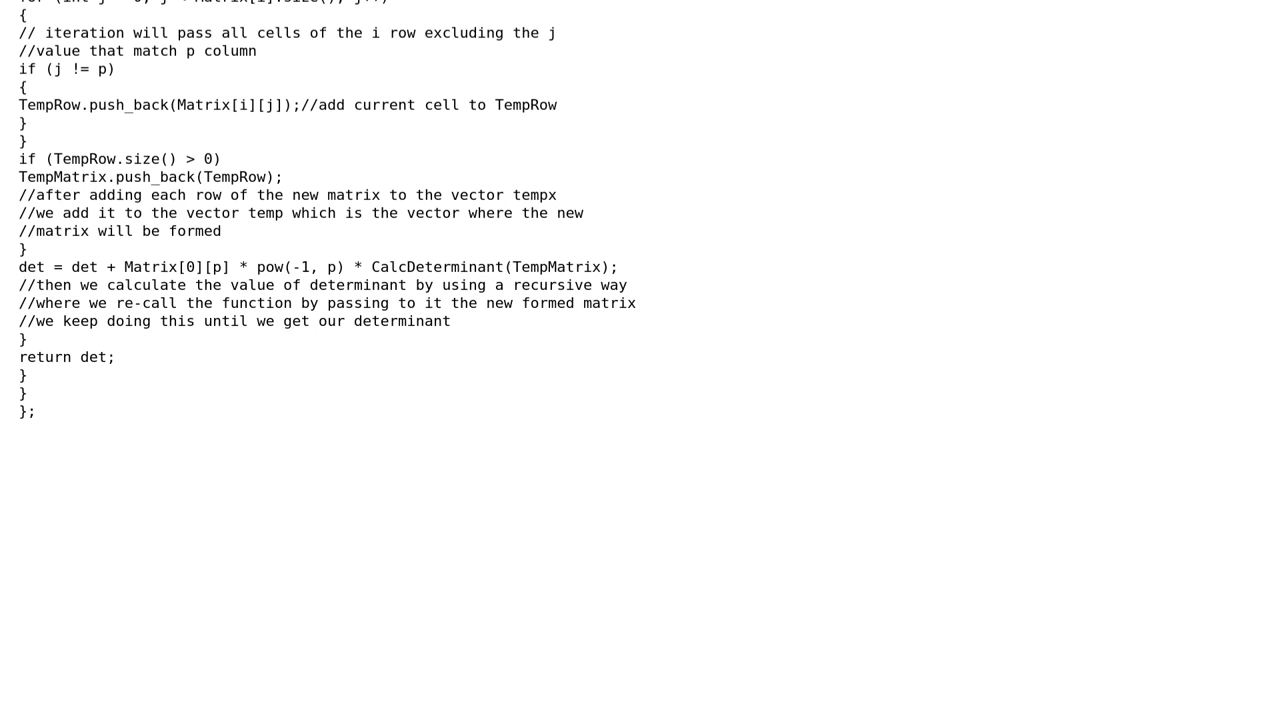 for (int j = 0; j < Matrix[i].size(); j++)
{
// iteration will pass all cells of the i row excluding the j
//value that match p column
if (j != p)
{
TempRow.push_back(Matrix[i][j]);//add current cell to TempRow
}
}
if (TempRow.size() > 0)
TempMatrix.push_back(TempRow);
//after adding each row of the new matrix to the vector tempx
//we add it to the vector temp which is the vector where the new
//matrix will be formed
}
det = det + Matrix[0][p] * pow(-1, p) * CalcDeterminant(TempMatrix);
//then we calculate the value of determinant by using a recursive way
//where we re-call the function by passing to it the new formed matrix
//we keep doing this until we get our determinant
}
return det;
}
}
};